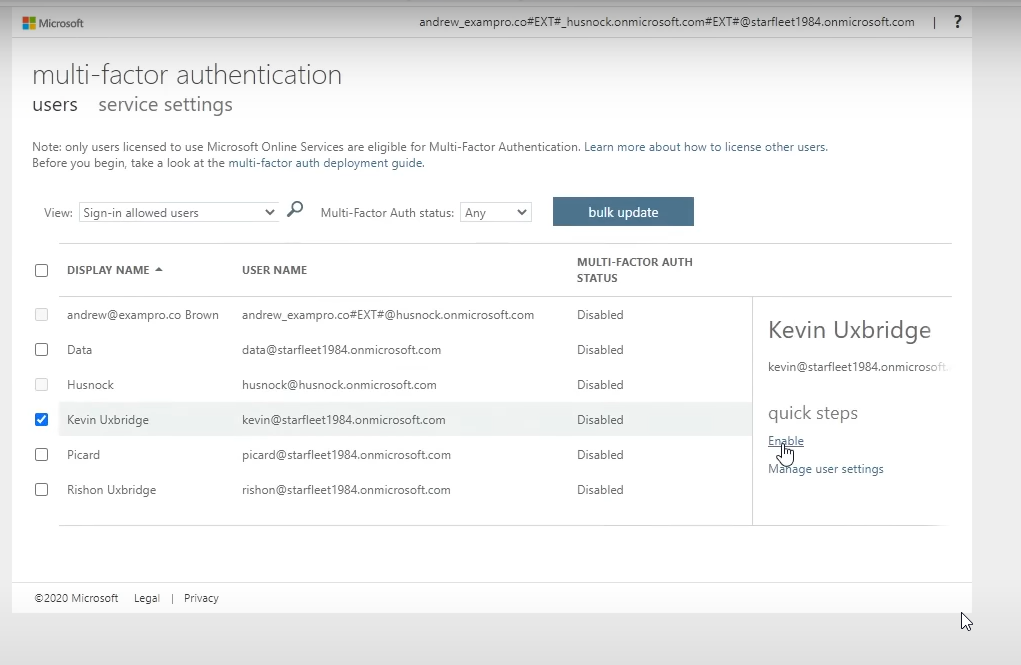 Microsoft
andrew_exampro.co#EXT#_husnock.onmicrosoft.com#EXT#@starfleet1984.onmicrosoft.com | ?
multi-factor authentication
users service settings
Note: only users licensed to use Microsoft Online Services are eligible for Multi-Factor Authentication. Learn more about how to license other users.
Before you begin, take a look at the multi-factor auth deployment guide.
View: Sign-in allowed users Multi-Factor Auth status: Any bulk update
DISPLAY NAME USER NAME MULTI-FACTOR AUTH
STATUS
andrew@exampro.co Brown andrew_exampro.co#EXT#@husnock.onmicrosoft.com Disabled
Data data@starfleet1984.onmicrosoft.com Disabled
Husnock husnock@husnock.onmicrosoft.com Disabled
Kevin Uxbridge kevin@starfleet1984.onmicrosoft.com Disabled
Picard picard@starfleet1984.onmicrosoft.com Disabled
Rishon Uxbridge rishon@starfleet1984.onmicrosoft.com Disabled
Kevin Uxbridge
kevin@starfleet1984.onmicrosoft.
quick steps
Enable
Manage user settings
©2020 Microsoft Legal | Privacy